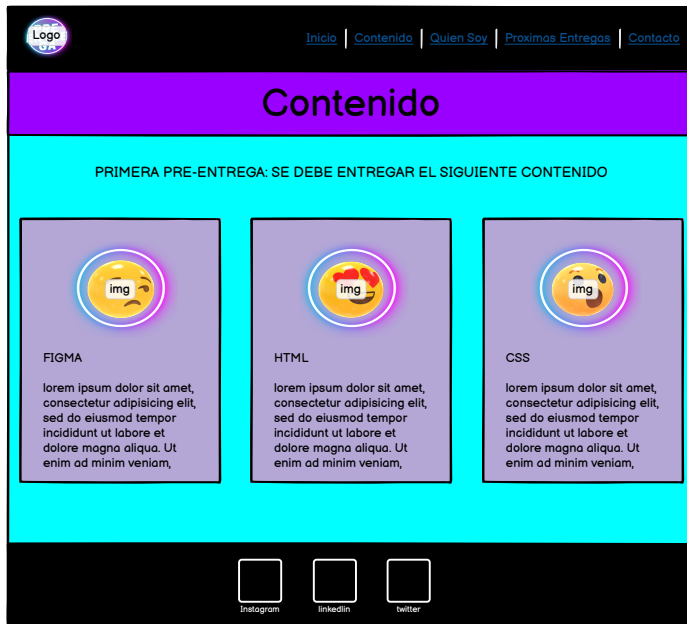 Logo
Inicio Contenido Quien Soy Proximas Entregas Contacto
Contenido
PRIMERA PRE-ENTREGA: SE DEBE ENTREGAR EL SIGUIENTE CONTENIDO
img
FIGMA
lorem ipsum dolor sit amet,
consectetur adipisicing elit,
sed do eiusmod tempor
incididunt ut labore et
dolore magna aliqua. Ut
enim ad minim veniam,
img
HTML
lorem ipsum dolor sit amet,
consectetur adipisicing elit,
sed do eiusmod tempor
incididunt ut labore et
dolore magna aliqua. Ut
enim ad minim veniam,
img
CSS
lorem ipsum dolor sit amet,
consectetur adipisicing elit,
sed do eiusmod tempor
incididunt ut labore et
dolore magna aliqua. Ut
enim ad minim veniam,
Instagram linkedlin twitter